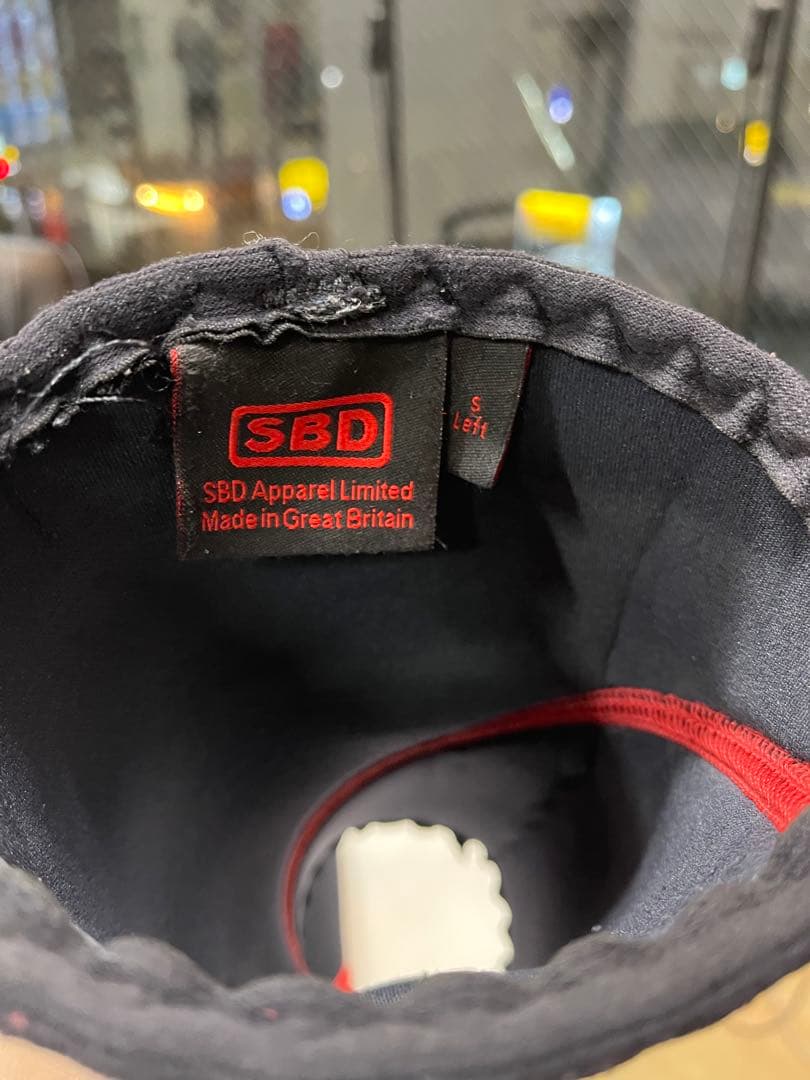 SBD
SBD Apparel Limited
Made in Great Britain
S
Left